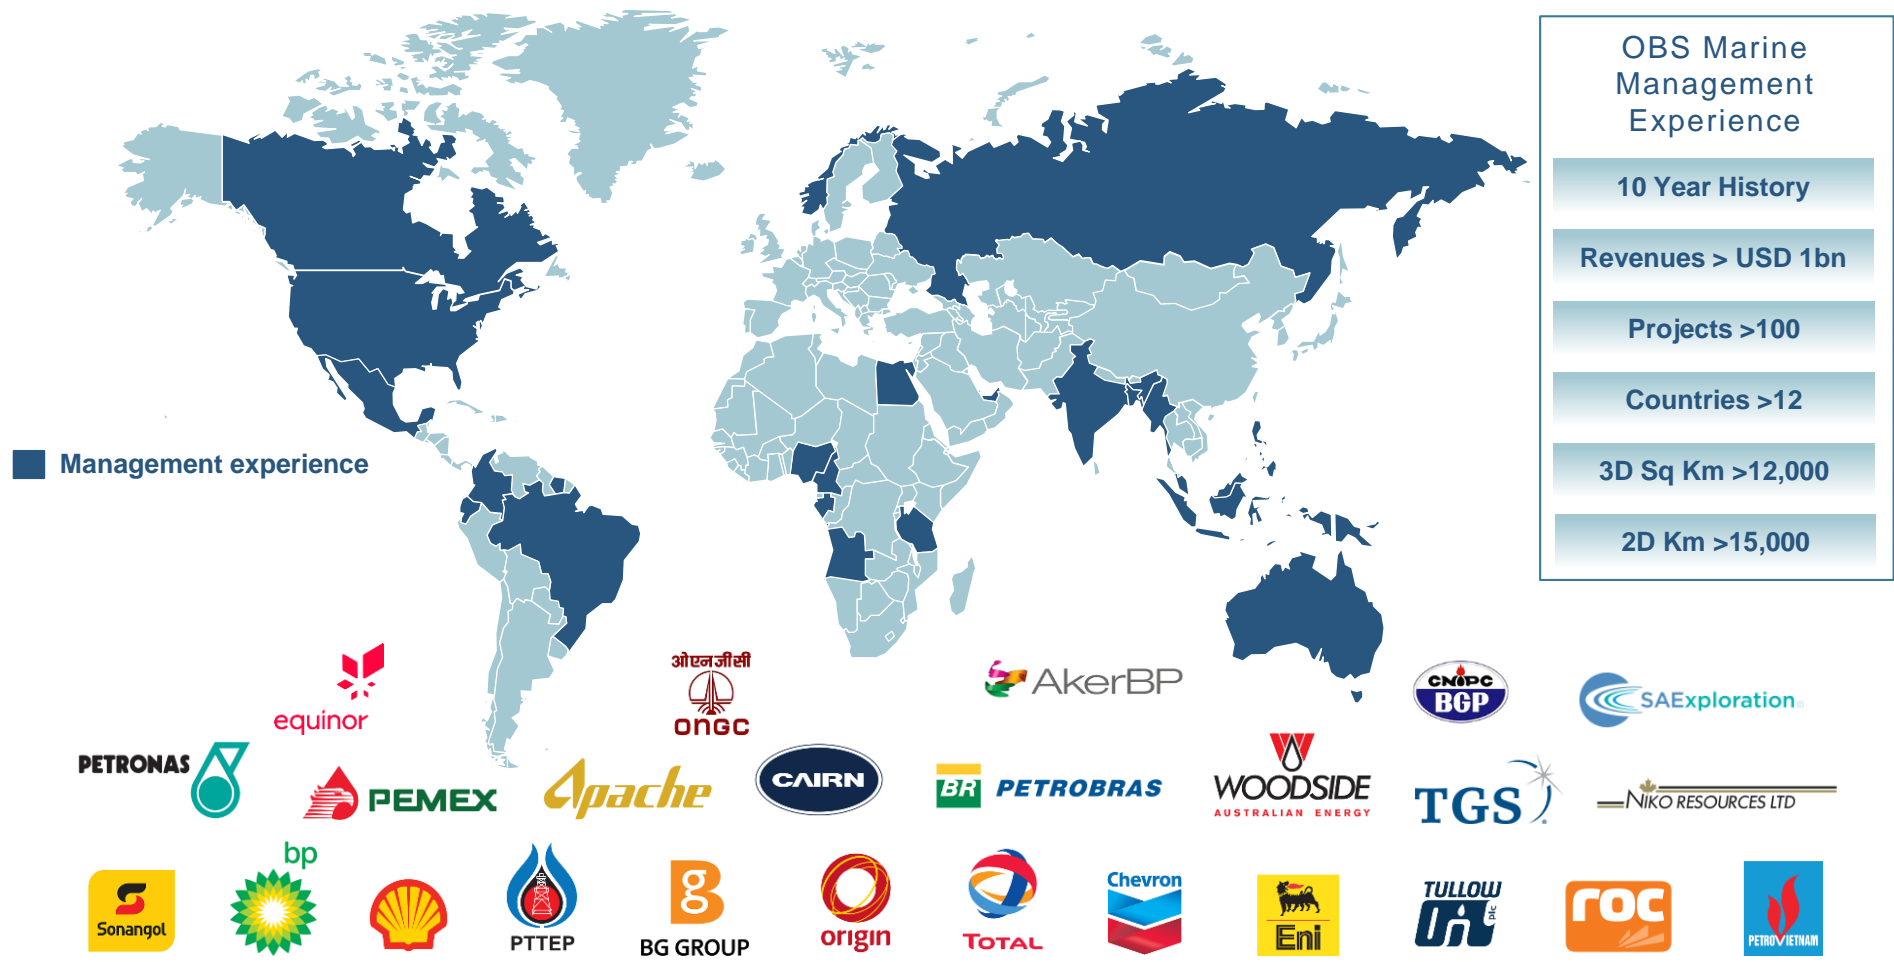 OBS Marine
Management
Experience
10 Year History
Revenues > USD 1bn
Projects >100
Countries >12
3D Sq Km >12,000
2D Km >15,000
Management experience
equinor
ओएनजीसी
ONGC
AkerBP
CNPC
BGP
SAExploration
PETRONAS
PEMEX
Apache
CAIRN
BR PETROBRAS
WOODSIDE
AUSTRALIAN ENERGY
TGS
NIKO RESOURCES LTD
Sonangol
bp
PTTEP
g
BG GROUP
origin
TOTAL
Chevron
Eni
TULLOW
OIL plc
roc
PETROVIETNAM